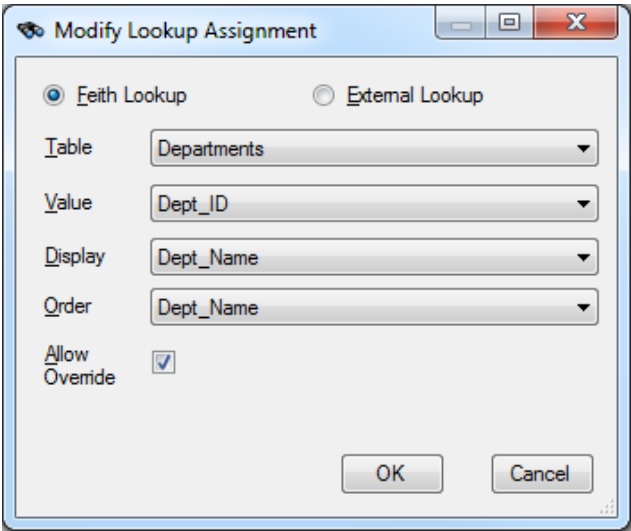 Modify Lookup Assignment
Feith Lookup External Lookup
Table Departments
Value Dept_ID
Display Dept_Name
Order Dept_Name
Allow
Override
OK Cancel